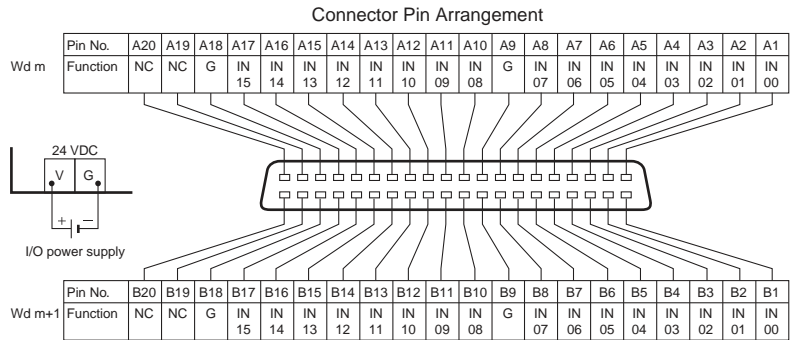 Connector Pin Arrangement
Pin No. A20 A19 A18 A17 A16 A15 A14 A13 A12 A11 A10 A9 A8 A7 A6 A5 A4 A3 A2 A1
Wd m Function NC NC G IN 15 IN 14 IN 13 IN 12 IN 11 IN 10 IN 09 IN 08 G IN 07 IN 06 IN 05 IN 04 IN 03 IN 02 IN 01 IN 00
24 VDC
V G
+ −
I/O power supply
Pin No. B20 B19 B18 B17 B16 B15 B14 B13 B12 B11 B10 B9 B8 B7 B6 B5 B4 B3 B2 B1
Wd m+1 Function NC NC G IN 15 IN 14 IN 13 IN 12 IN 11 IN 10 IN 09 IN 08 G IN 07 IN 06 IN 05 IN 04 IN 03 IN 02 IN 01 IN 00